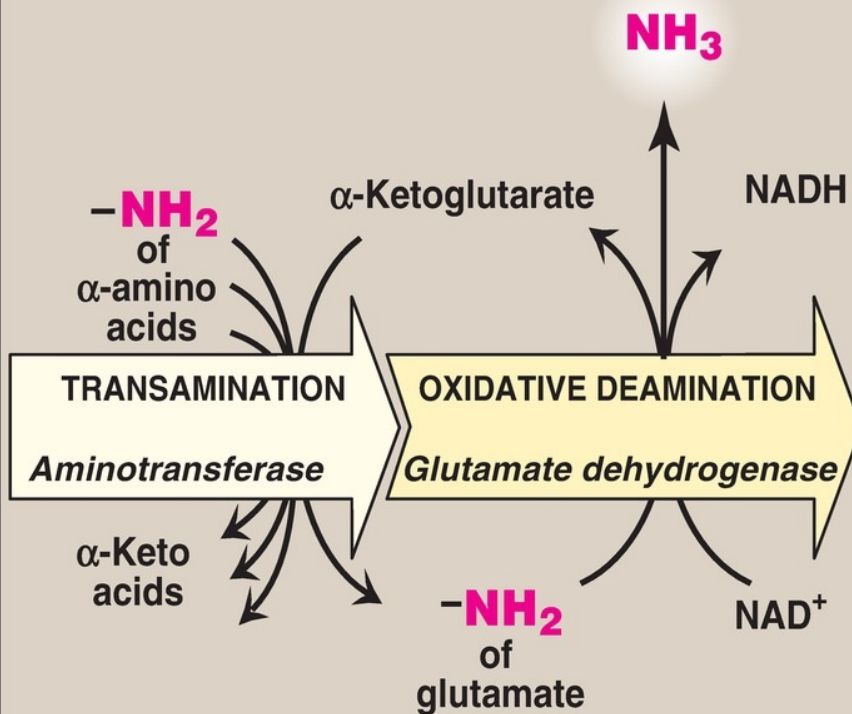 NH₃
α-Ketoglutarate
NADH
–NH₂
of
α-amino
acids
TRANSAMINATION
Aminotransferase
OXIDATIVE DEAMINATION
Glutamate dehydrogenase
α-Keto
acids
–NH₂
of
glutamate
NAD⁺